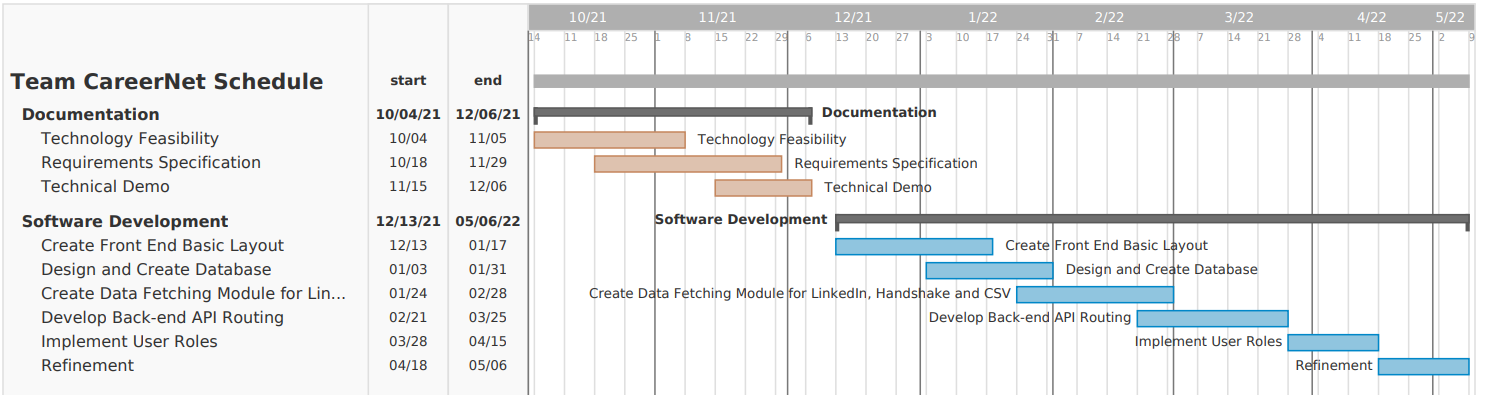 10/21 11/21 12/21 1/22 2/22 3/22 4/22 5/22
14 11 18 25 1 8 15 22 29 6 13 20 27 3 10 17 24 31 7 14 21 28 7 14 21 28 4 11 18 25 2 9
Team CareerNet Schedule start end
Documentation 10/04/21 12/06/21 Documentation
Technology Feasibility 10/04 11/05 Technology Feasibility
Requirements Specification 10/18 11/29 Requirements Specification
Technical Demo 11/15 12/06 Technical Demo
Software Development 12/13/21 05/06/22 Software Development
Create Front End Basic Layout 12/13 01/17 Create Front End Basic Layout
Design and Create Database 01/03 01/31 Design and Create Database
Create Data Fetching Module for Lin... 01/24 02/28 Create Data Fetching Module for LinkedIn, Handshake and CSV
Develop Back-end API Routing 02/21 03/25 Develop Back-end API Routing
Implement User Roles 03/28 04/15 Implement User Roles
Refinement 04/18 05/06 Refinement